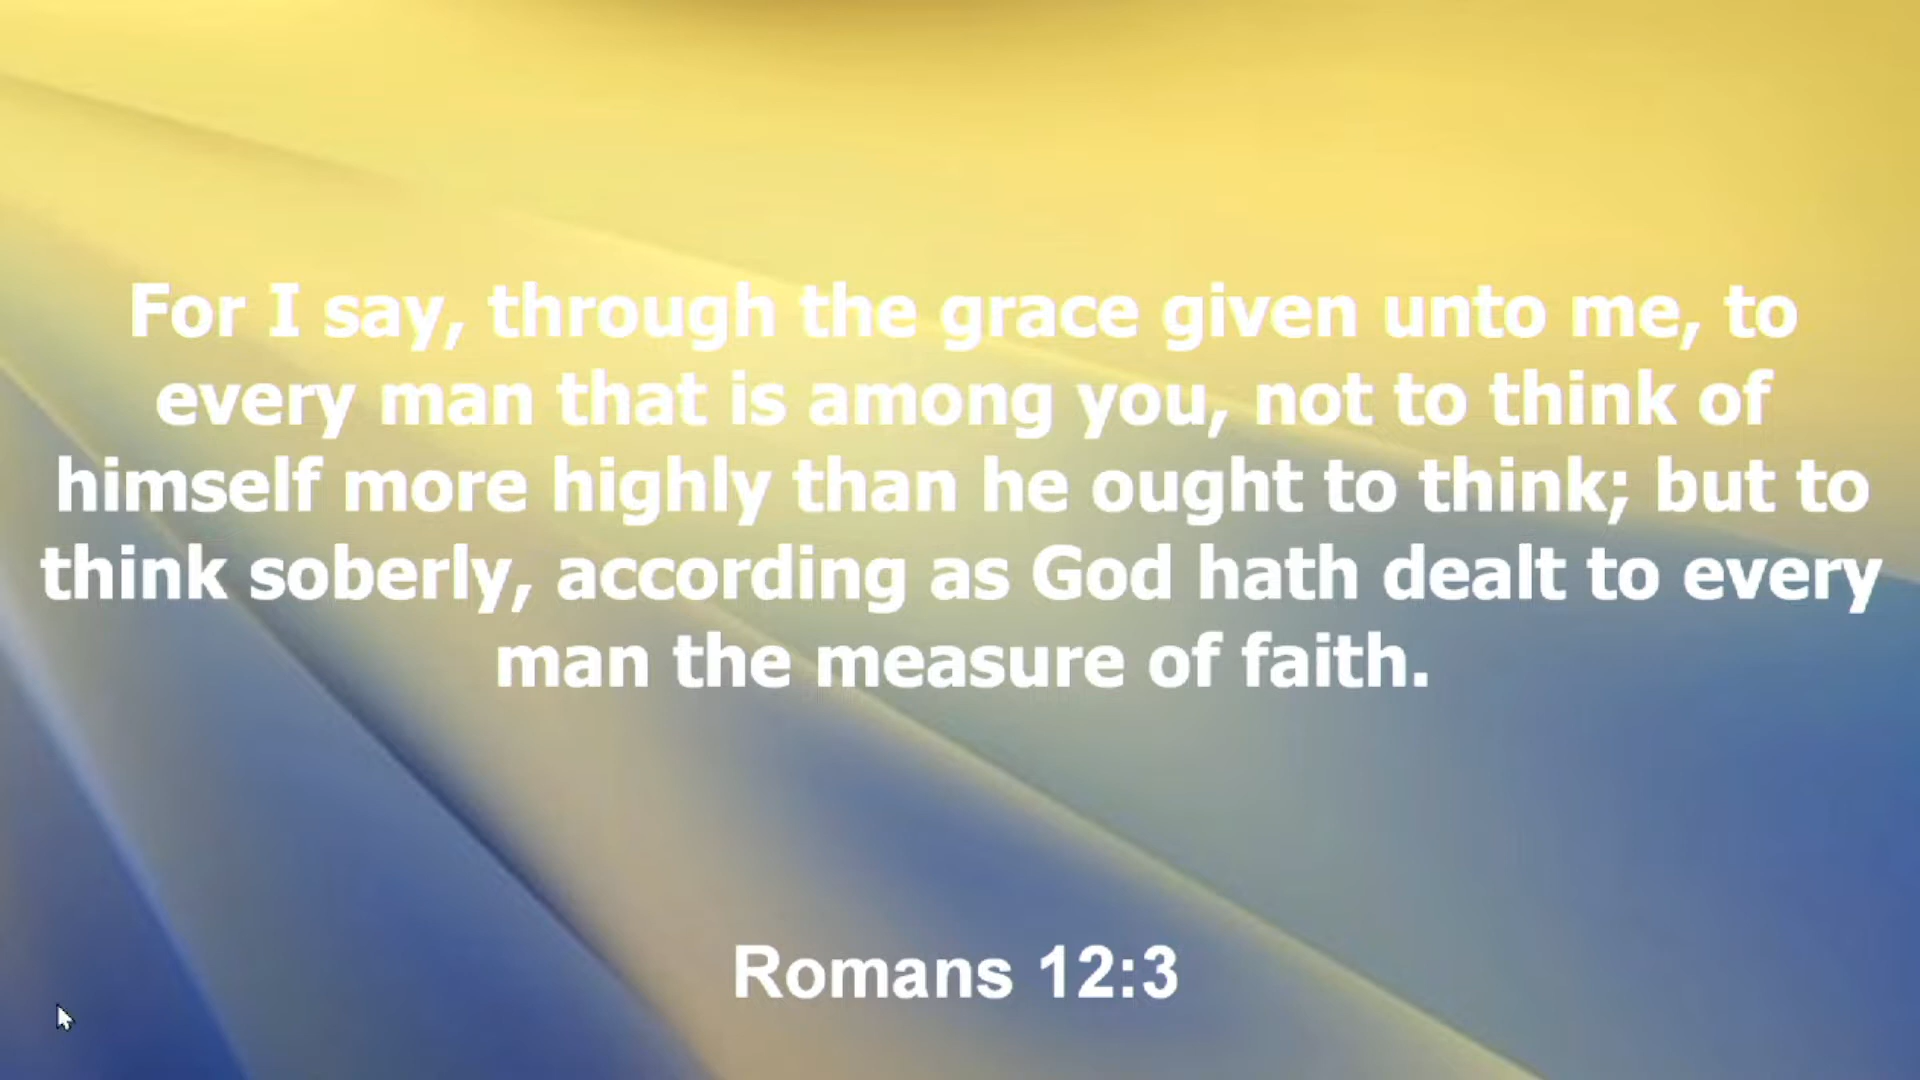 For I say, through the grace given unto me, to
every man that is among you, not to think of
himself more highly than he ought to think; but to
think soberly, according as God hath dealt to every
man the measure of faith.
Romans 12:3